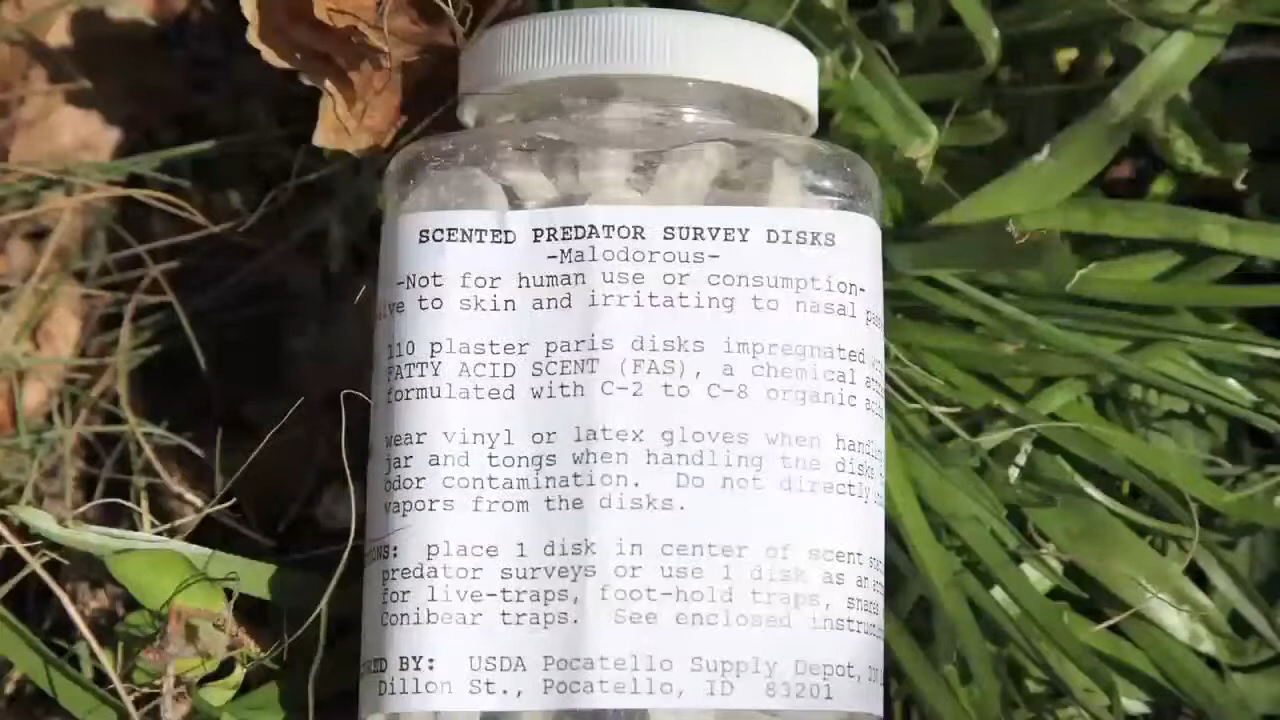 SCENTED PREDATOR SURVEY DISKS
-Malodorous-
-Not for human use or consumption-
to skin and irritating to nasal
110 plaster paris disks impregnated
FATTY ACID SCENT (FAS), a chemical
formulated with C-2 to C-8 organic
wear vinyl or latex gloves when
jar and tongs when handling the disks
odor contamination. Do not directly
vapors from the disks.
place 1 disk in center of scent
predator surveys or use 1 disk as an
for live-traps, foot-hold traps,
Conibear traps. See enclosed
BY: USDA Pocatello Supply Depot,
Dillon St., Pocatello, ID 83201